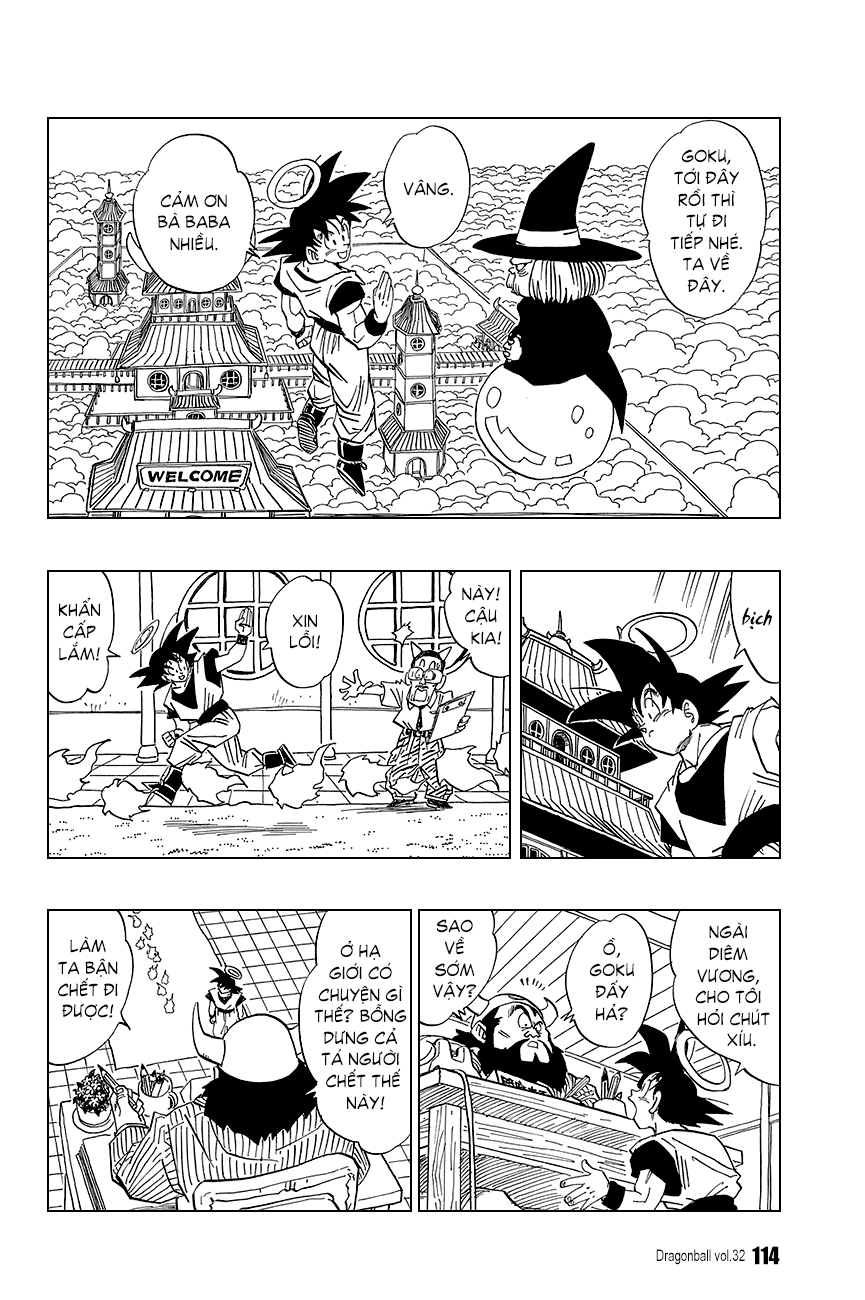 GOKU,
TỚI ĐÂY
RỒI THÌ
TỰ ĐI
TIẾP NHÉ.
TA VỀ
ĐÂY.
VÂNG.
CẢM ƠN
BÀ BABA
NHIỀU.
WELCOME
bịch
NÀY!
CẬU
KIA!
XIN
LỖI!
KHẨN
CẤP
LẮM!
NGÀI
DIÊM
VƯƠNG,
CHO TÔI
HỎI CHÚT
XÍU.
Ồ,
GOKU
ĐẤY
HẢ?
SAO
VỀ
SỚM
VẬY?
Ở HẠ
GIỚI CÓ
CHUYỆN GÌ
THẾ? BỖNG
DƯNG CẢ
TÁ NGƯỜI
CHẾT THẾ
NÀY!
LÀM
TA BẬN
CHẾT ĐI
ĐƯỢC!
Dragonball vol.32 114